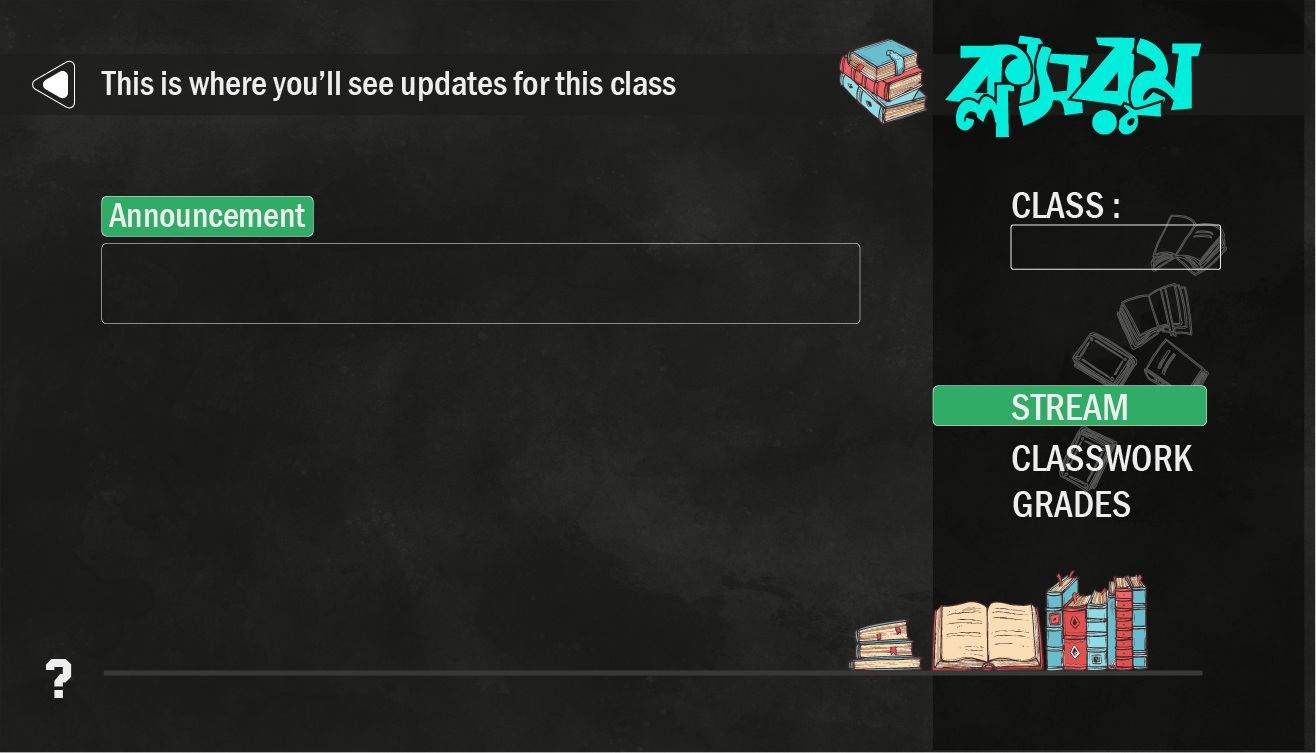 This is where you’ll see updates for this class
ক্লাসরুম
Announcement
CLASS :
STREAM
CLASSWORK
GRADES
?